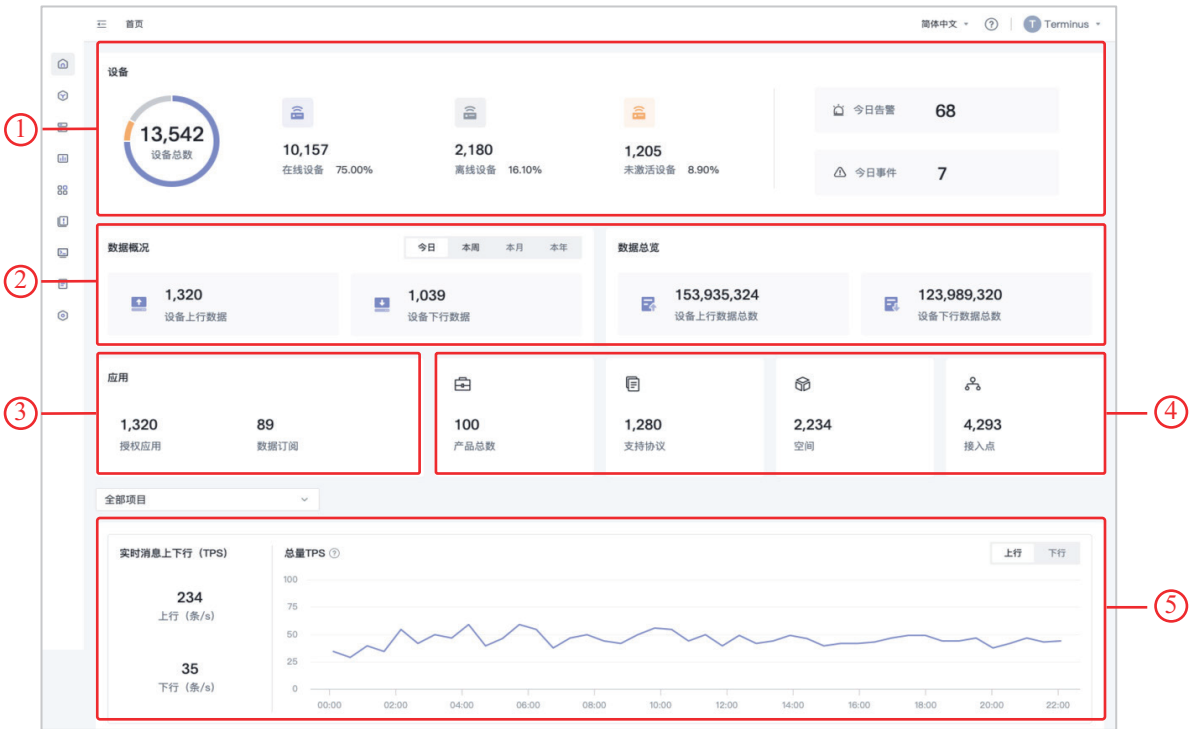 首页
简体中文
T Terminus
设备
13,542
设备总数
10,157
在线设备 75.00%
2,180
离线设备 16.10%
1,205
未激活设备 8.90%
今日告警 68
今日事件 7
①
数据概况
今日 本周 本月 本年
1,320
设备上行数据
1,039
设备下行数据
数据总览
153,935,324
设备上行数据总数
123,989,320
设备下行数据总数
②
应用
1,320
授权应用
89
数据订阅
③
100
产品总数
1,280
支持协议
2,234
空间
4,293
接入点
④
全部项目
实时消息上下行（TPS）
234
上行（条/s）
35
下行（条/s）
总量TPS
上行 下行
100
75
50
25
0
00:00 02:00 04:00 06:00 08:00 10:00 12:00 14:00 16:00 18:00 20:00 22:00
⑤